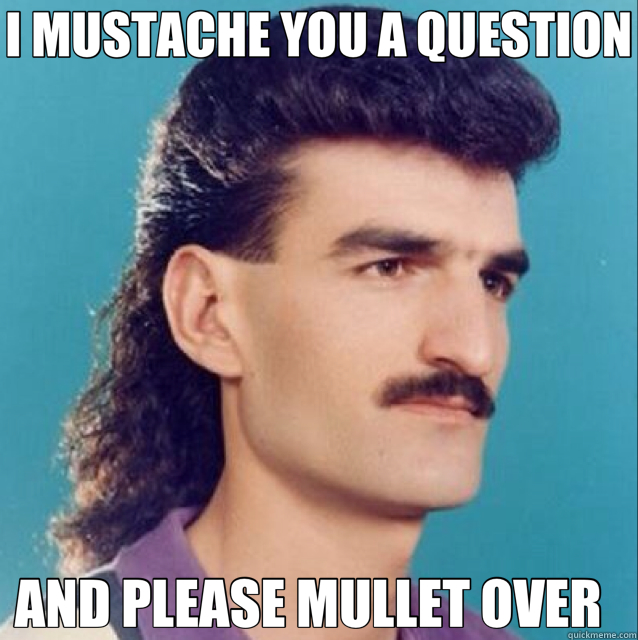 I MUSTACHE YOU A QUESTION
AND PLEASE MULLET OVER
quickmeme.com